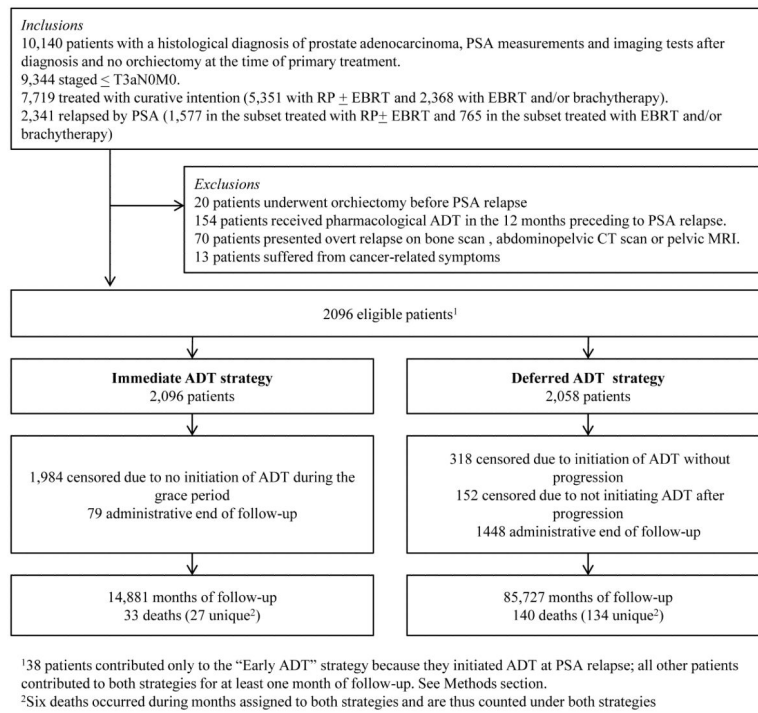 Inclusions
10,140 patients with a histological diagnosis of prostate adenocarcinoma, PSA measurements and imaging tests after
diagnosis and no orchiectomy at the time of primary treatment.
9,344 staged ≤ T3aN0M0.
7,719 treated with curative intention (5,351 with RP ± EBRT and 2,368 with EBRT and/or brachytherapy).
2,341 relapsed by PSA (1,577 in the subset treated with RP± EBRT and 765 in the subset treated with EBRT and/or
brachytherapy)
Exclusions
20 patients underwent orchiectomy before PSA relapse
154 patients received pharmacological ADT in the 12 months preceding to PSA relapse.
70 patients presented overt relapse on bone scan , abdominopelvic CT scan or pelvic MRI.
13 patients suffered from cancer-related symptoms
2096 eligible patients¹
Immediate ADT strategy
2,096 patients
Deferred ADT strategy
2,058 patients
1,984 censored due to no initiation of ADT during the
grace period
79 administrative end of follow-up
318 censored due to initiation of ADT without
progression
152 censored due to not initiating ADT after
progression
1448 administrative end of follow-up
14,881 months of follow-up
33 deaths (27 unique²)
85,727 months of follow-up
140 deaths (134 unique²)
¹38 patients contributed only to the “Early ADT” strategy because they initiated ADT at PSA relapse; all other patients
contributed to both strategies for at least one month of follow-up. See Methods section.
²Six deaths occurred during months assigned to both strategies and are thus counted under both strategies